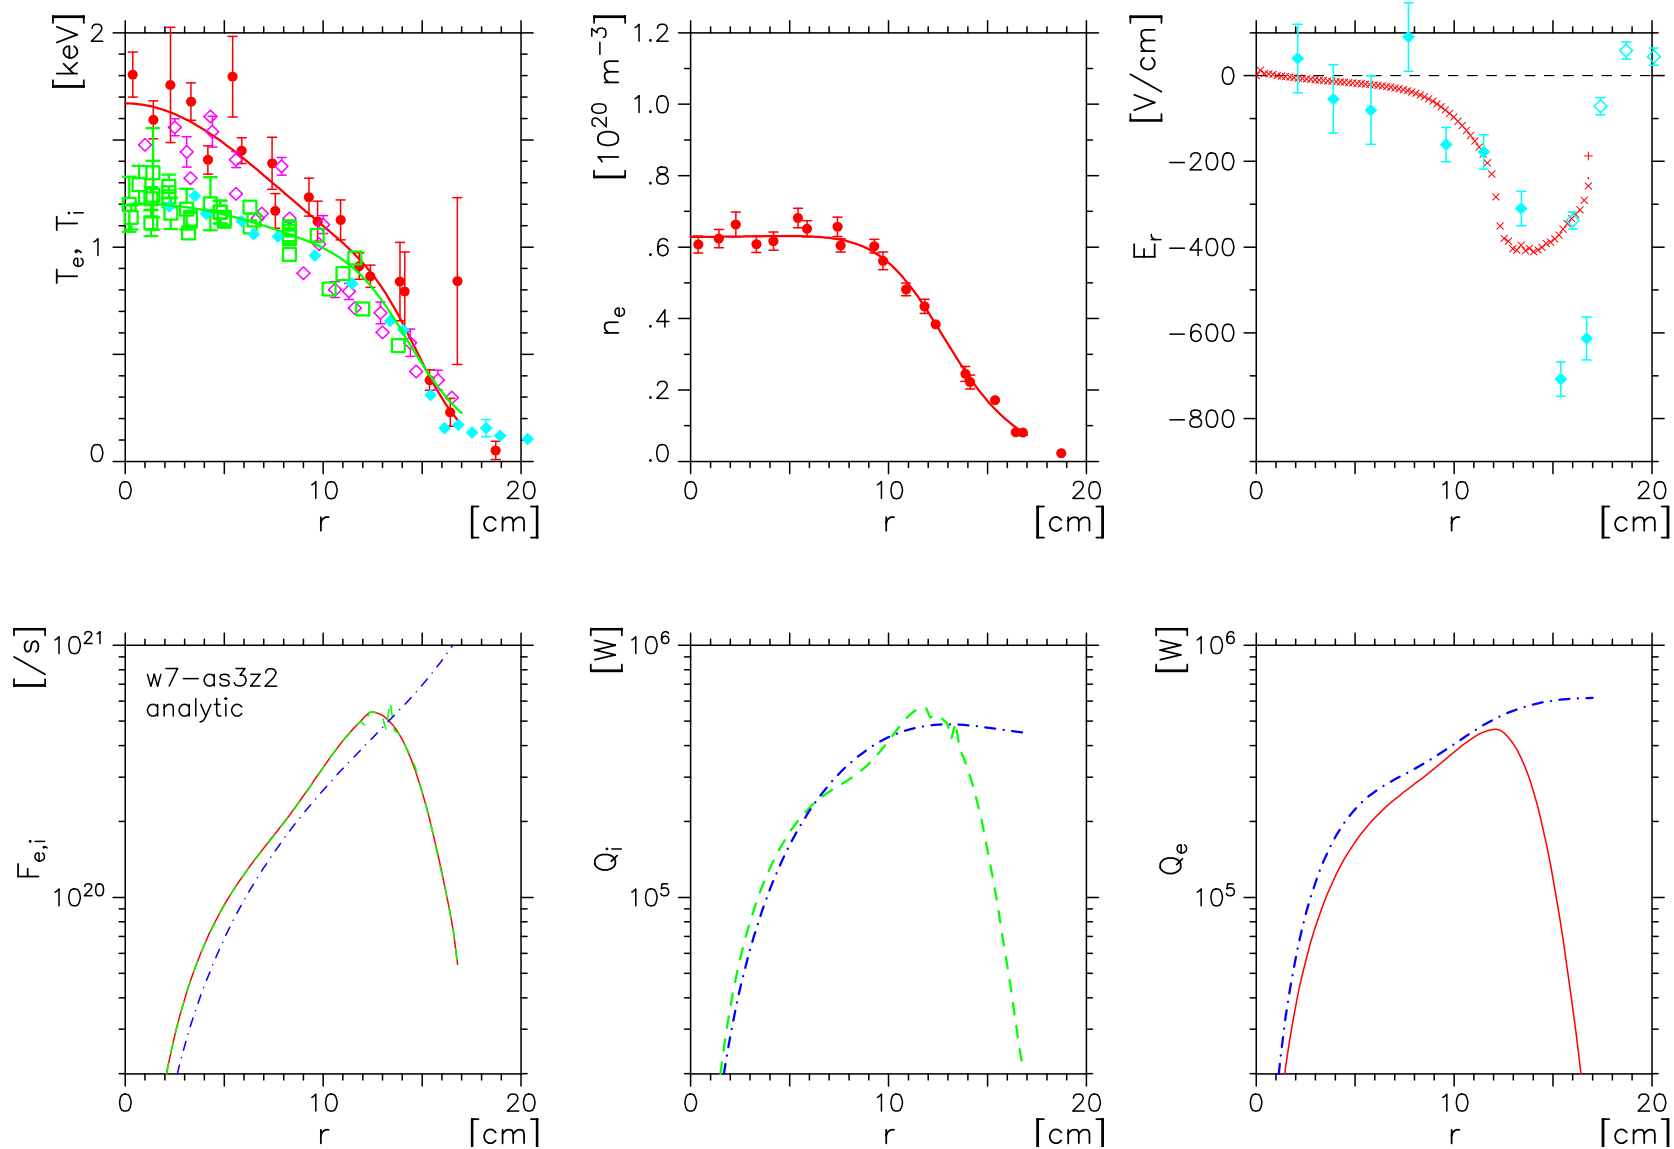 [keV]
T_e, T_i
2
1
0
0 10 20
r [cm]
[10^20 m^-3]
n_e
1.2
1.0
.8
.6
.4
.2
.0
0 10 20
r [cm]
[V/cm]
E_r
0
-200
-400
-600
-800
0 10 20
r [cm]
[/s]
F_e,i
10^21
10^20
w7-as3z2
analytic
0 10 20
r [cm]
[W]
Q_i
10^6
10^5
0 10 20
r [cm]
[W]
Q_e
10^6
10^5
0 10 20
r [cm]